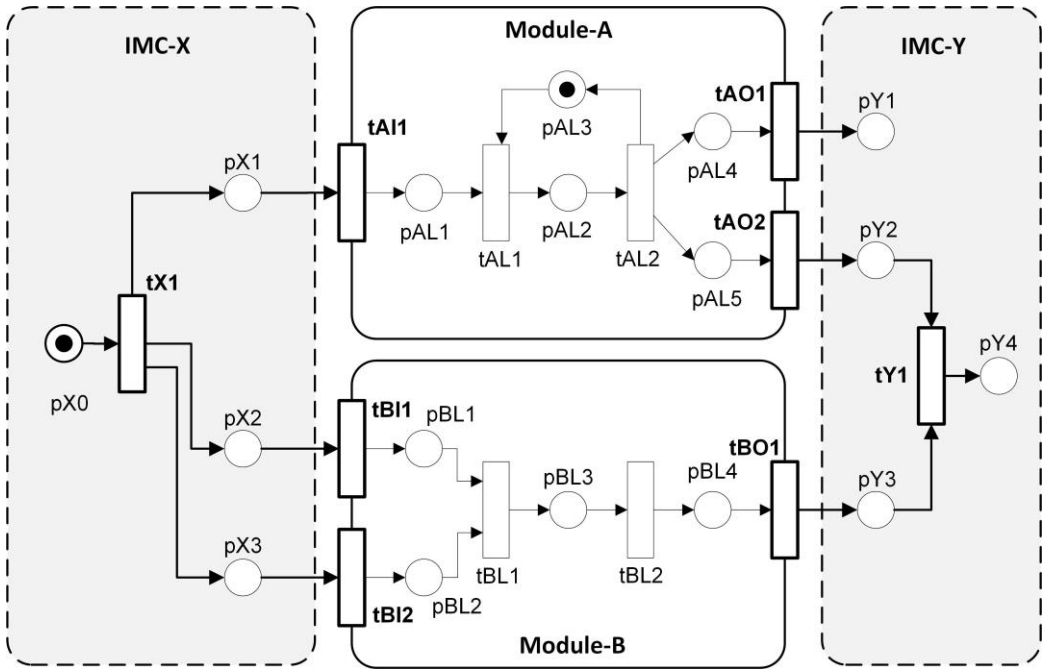 IMC-X
Module-A
IMC-Y
tAO1
pY1
tAI1
pAL3
pAL4
pX1
pAL1
tAL1
pAL2
tAL2
tAO2
pY2
pAL5
tX1
pX0
pY4
tY1
pX2
tBI1
pBL1
tBO1
pBL3
pBL4
pY3
pX3
tBL1
tBL2
pBL2
tBI2
Module-B